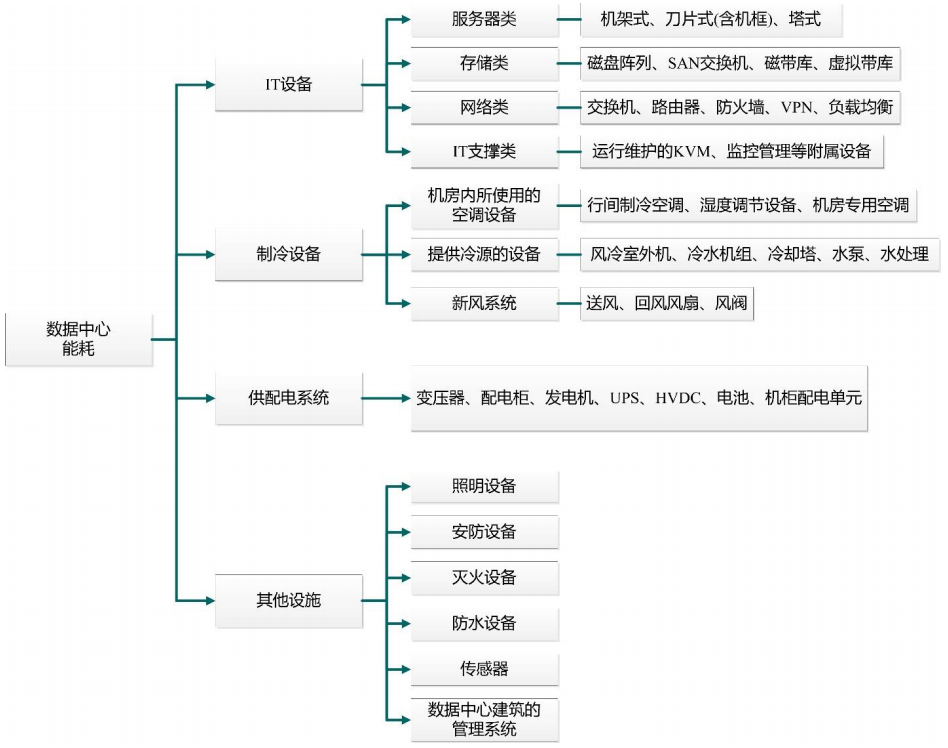 数据中心
能耗
IT设备
服务器类
机架式、刀片式(含机框)、塔式
存储类
磁盘阵列、SAN交换机、磁带库、虚拟带库
网络类
交换机、路由器、防火墙、VPN、负载均衡
IT支撑类
运行维护的KVM、监控管理等附属设备
制冷设备
机房内所使用的
空调设备
行间制冷空调、湿度调节设备、机房专用空调
提供冷源的设备
风冷室外机、冷水机组、冷却塔、水泵、水处理
新风系统
送风、回风风扇、风阀
供配电系统
变压器、配电柜、发电机、UPS、HVDC、电池、机柜配电单元
其他设施
照明设备
安防设备
灭火设备
防水设备
传感器
数据中心建筑的
管理系统